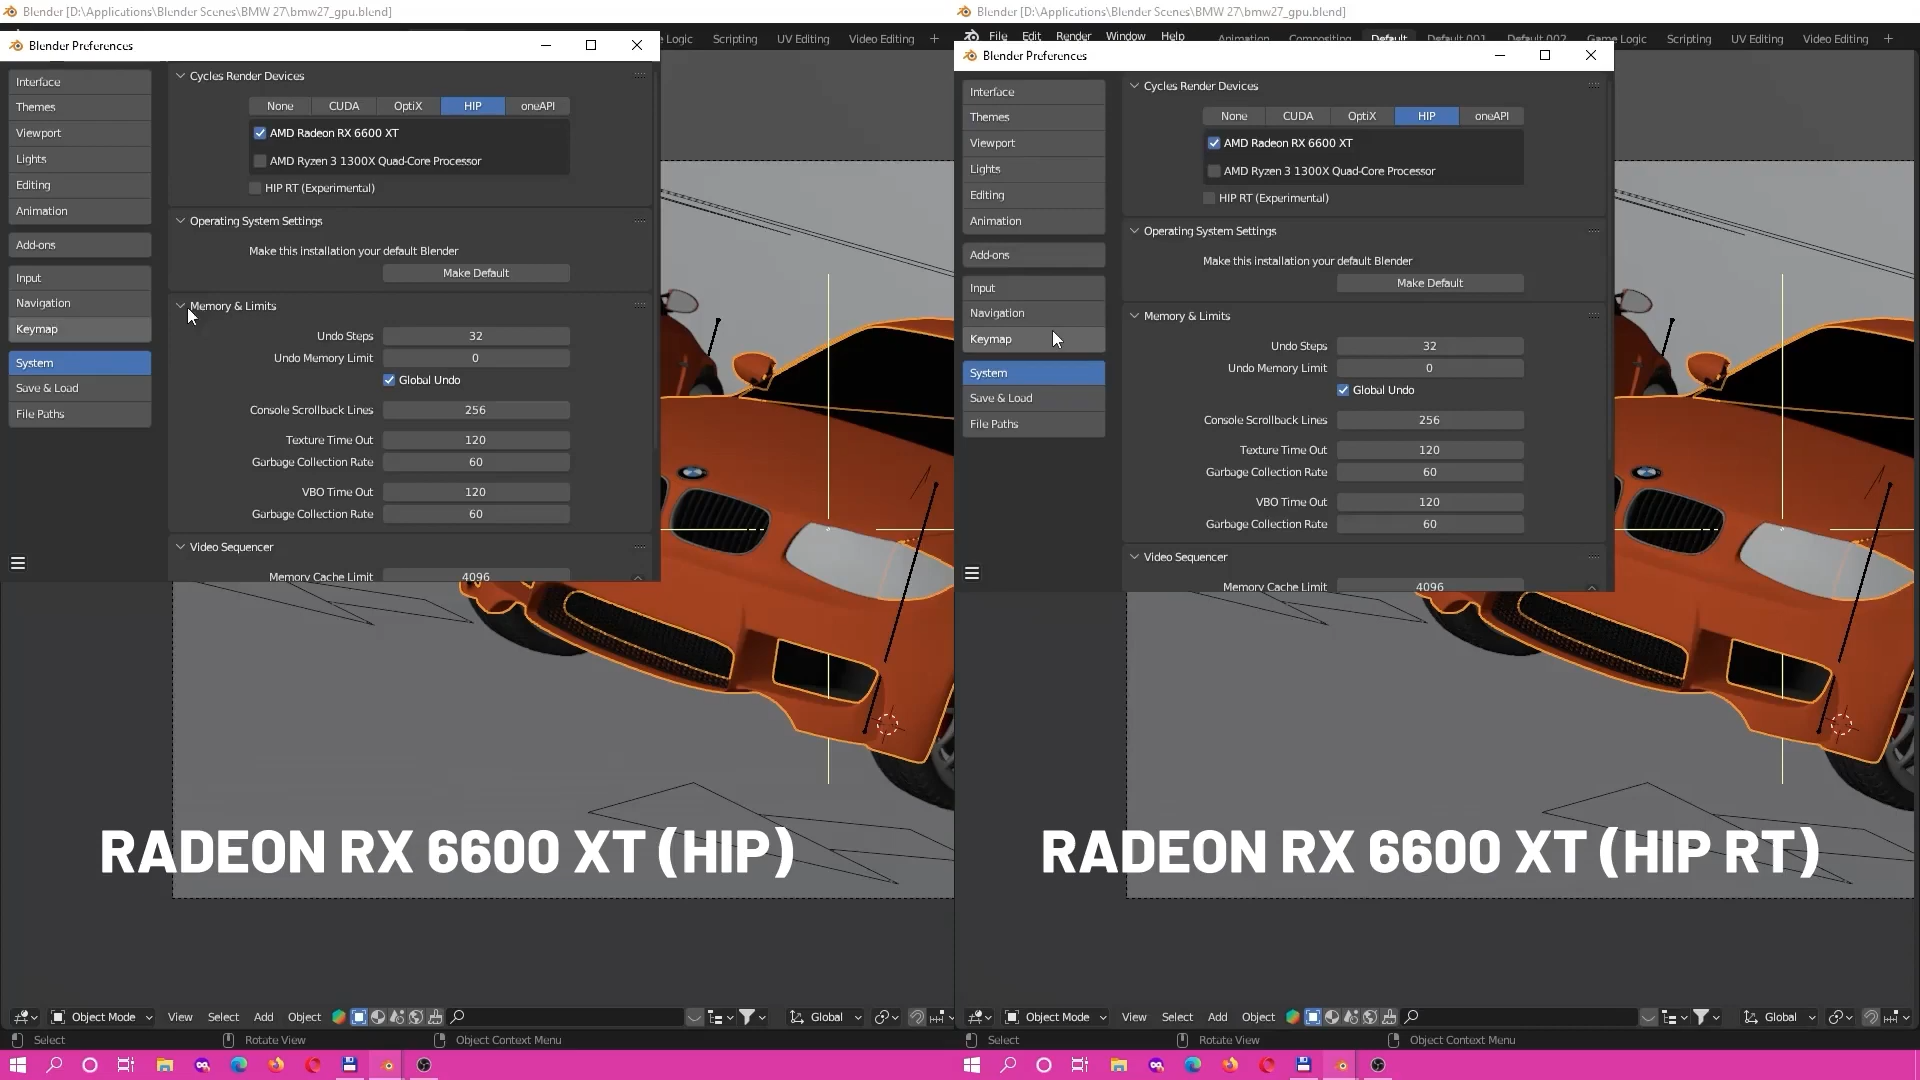 Blender [D:\Applications\Blender Scenes\BMW 27\bmw27_gpu.blend]
Blender Preferences
Logic Scripting UV Editing Video Editing +
Interface
Themes
Viewport
Lights
Editing
Animation
Add-ons
Input
Navigation
Keymap
System
Save & Load
File Paths
Cycles Render Devices
None CUDA OptiX HIP oneAPI
AMD Radeon RX 6600 XT
AMD Ryzen 3 1300X Quad-Core Processor
HIP RT (Experimental)
Operating System Settings
Make this installation your default Blender
Make Default
Memory & Limits
Undo Steps 32
Undo Memory Limit 0
Global Undo
Console Scrollback Lines 256
Texture Time Out 120
Garbage Collection Rate 60
VBO Time Out 120
Garbage Collection Rate 60
Video Sequencer
Memory Cache Limit 4096
RADEON RX 6600 XT (HIP)
Object Mode View Select Add Object Global
Select Rotate View Object Context Menu
Blender [D:\Applications\Blender Scenes\BMW 27\bmw27_gpu.blend]
File Edit Render Window Help Animation Compositing Default Default.001 Default.002 Game Logic Scripting UV Editing Video Editing +
Blender Preferences
Interface
Themes
Viewport
Lights
Editing
Animation
Add-ons
Input
Navigation
Keymap
System
Save & Load
File Paths
Cycles Render Devices
None CUDA OptiX HIP oneAPI
AMD Radeon RX 6600 XT
AMD Ryzen 3 1300X Quad-Core Processor
HIP RT (Experimental)
Operating System Settings
Make this installation your default Blender
Make Default
Memory & Limits
Undo Steps 32
Undo Memory Limit 0
Global Undo
Console Scrollback Lines 256
Texture Time Out 120
Garbage Collection Rate 60
VBO Time Out 120
Garbage Collection Rate 60
Video Sequencer
Memory Cache Limit 4096
RADEON RX 6600 XT (HIP RT)
Object Mode View Select Add Object Global
Select Rotate View Object Context Menu